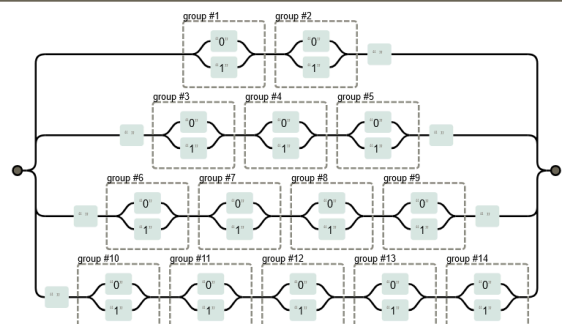 group #1 group #2
"0" "0"
" "
"1" "1"
group #3 group #4 group #5
"0" "0" "0"
" " " "
"1" "1" "1"
group #6 group #7 group #8 group #9
"0" "0" "0" "0"
" " " "
"1" "1" "1" "1"
group #10 group #11 group #12 group #13 group #14
"0" "0" "0" "0" "0"
" "
"1" "1" "1" "1" "1"